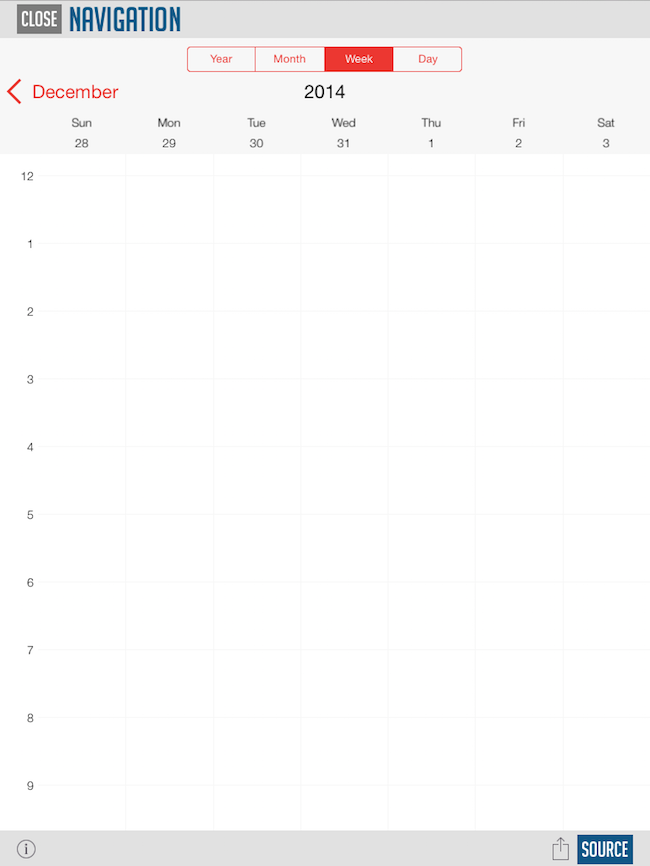 CLOSE NAVIGATION
Year Month Week Day
December 2014
Sun Mon Tue Wed Thu Fri Sat
28 29 30 31 1 2 3
12
1
2
3
4
5
6
7
8
9
i SOURCE